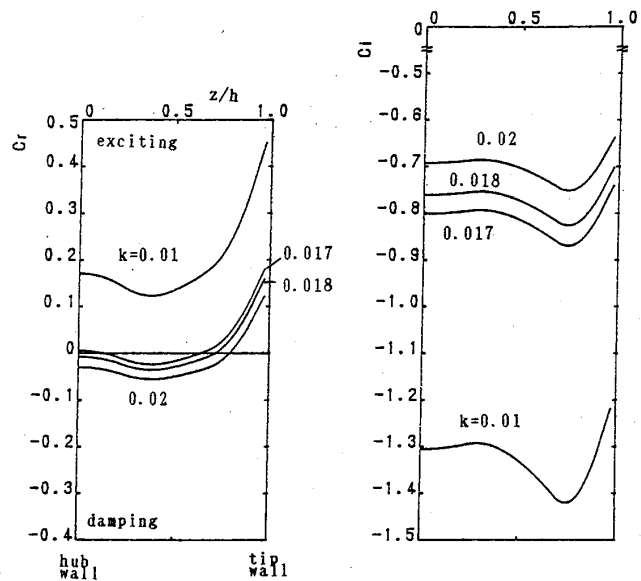 0 0.5 1.0
z/h
Cr
0.5
exciting
0.4
0.3
0.2
k=0.01
0.1
0
-0.1
-0.2
-0.3
-0.4
0.017
0.018
0.02
damping
hub wall
tip wall
0 0.5 1.0
Ci
0
-0.5
-0.6
-0.7
-0.8
-0.9
-1.0
-1.1
-1.2
-1.3
-1.4
-1.5
0.02
0.018
0.017
k=0.01